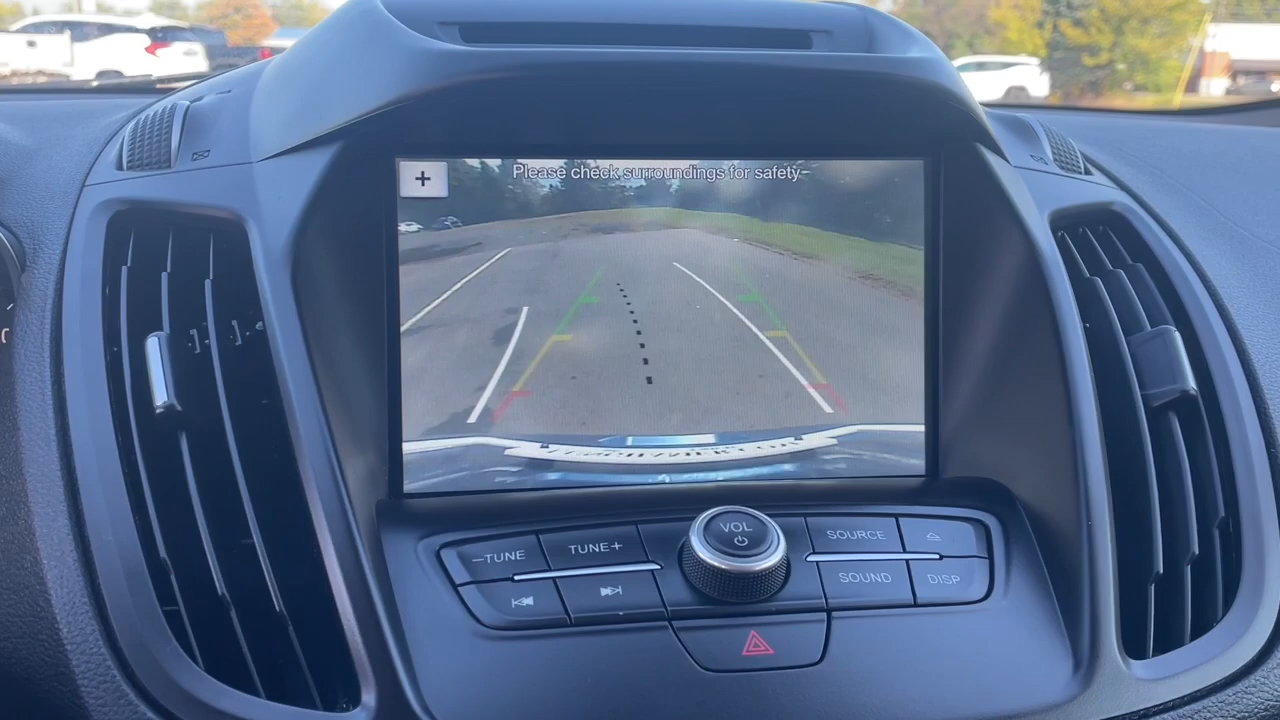 +
Please check surroundings for safety
VOL
−TUNE
TUNE+
SOURCE
SOUND
DISP